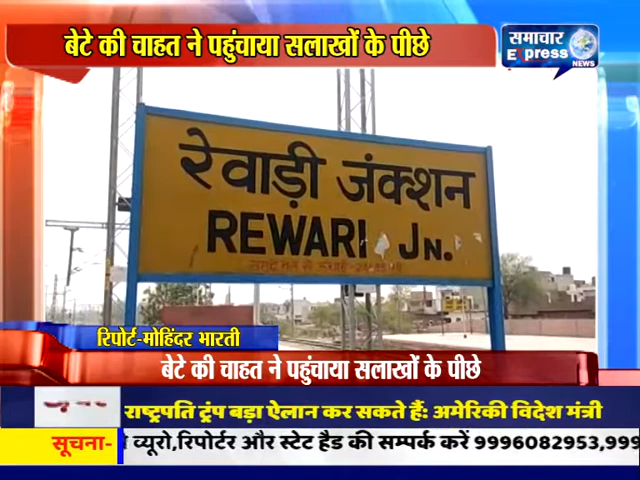 बेटे की चाहत ने पहुंचाया सलाखों के पीछे
समाचार
Express
NEWS
रेवाड़ी जंक्शन
REWARI JN.
रिपोर्ट-मोहिंदर भारती
बेटे की चाहत ने पहुंचाया सलाखों के पीछे
राष्ट्रपति ट्रंप बड़ा ऐलान कर सकते हैं: अमेरिकी विदेश मंत्री
सूचना-
ब्यूरो,रिपोर्टर और स्टेट हैड की सम्पर्क करें 9996082953,999